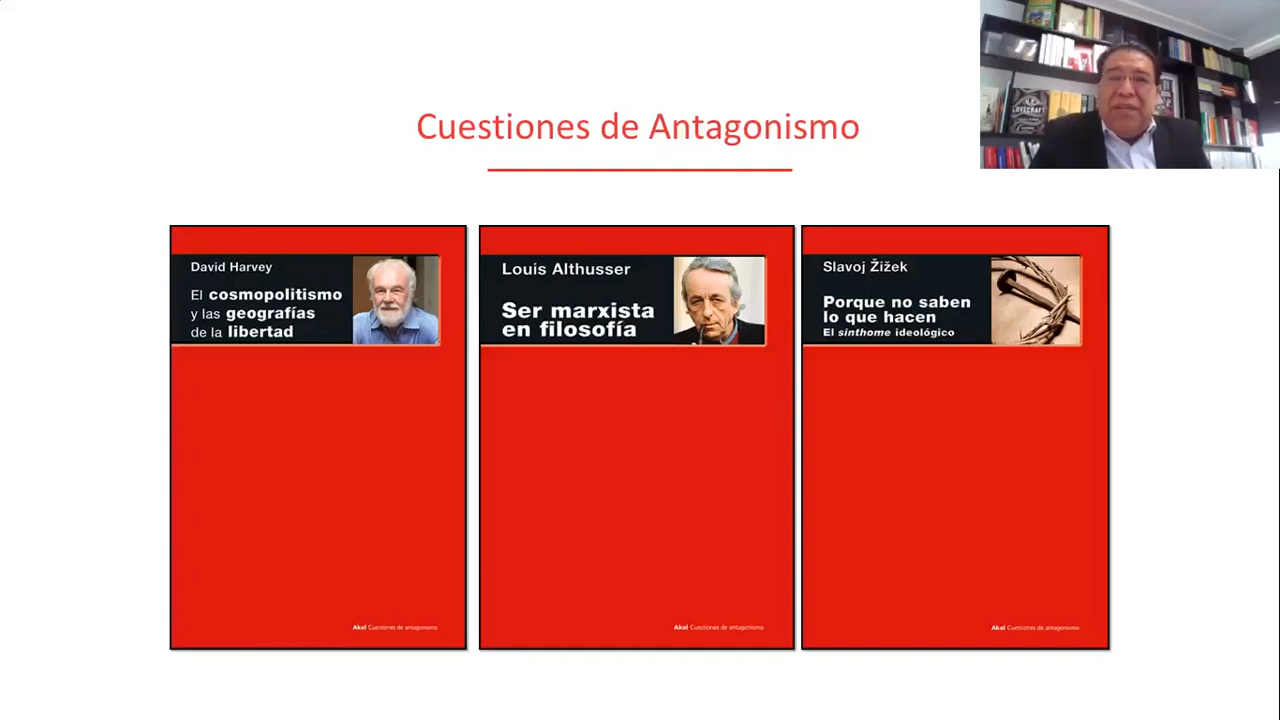 Cuestiones de Antagonismo
LOVECRAFT
David Harvey
El cosmopolitismo
y las geografías
de la libertad
Akal Cuestiones de antagonismo
Louis Althusser
Ser marxista
en filosofía
Akal Cuestiones de antagonismo
Slavoj Žižek
Porque no saben
lo que hacen
El sinthome ideológico
Akal Cuestiones de antagonismo